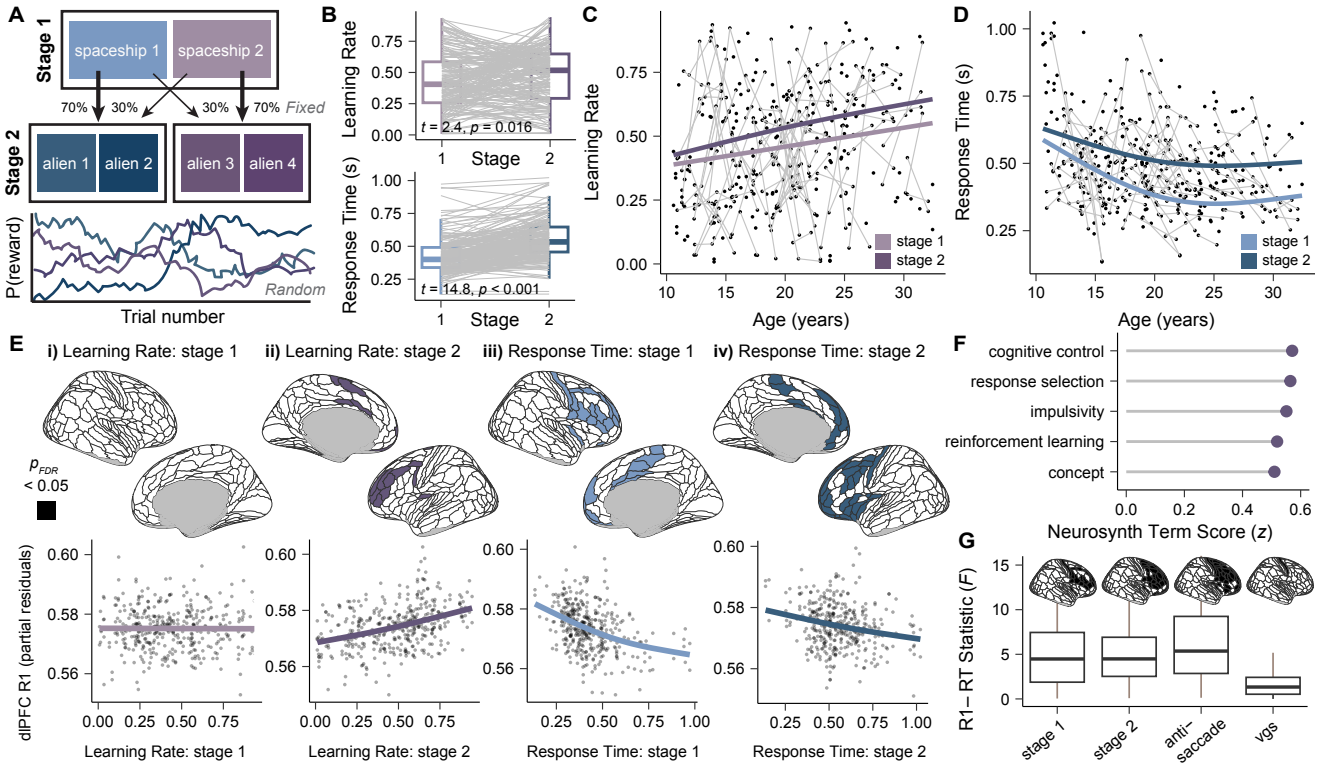 A
Stage 1
spaceship 1
spaceship 2
70%
30%
30%
70%
Fixed
Stage 2
alien 1
alien 2
alien 3
alien 4
P(reward)
Random
Trial number
B
Learning Rate
0.75
0.50
0.25
0.00
t = 2.4, p = 0.016
1
Stage
2
Response Time (s)
1.00
0.75
0.50
0.25
t = 14.8, p < 0.001
1
Stage
2
C
Learning Rate
0.75
0.50
0.25
0.00
stage 1
stage 2
10
15
20
25
30
Age (years)
D
Response Time (s)
1.00
0.75
0.50
0.25
stage 1
stage 2
10
15
20
25
30
Age (years)
E
i) Learning Rate: stage 1
ii) Learning Rate: stage 2
iii) Response Time: stage 1
iv) Response Time: stage 2
pFDR
< 0.05
dlPFC R1 (partial residuals)
0.60
0.58
0.56
0.00
0.25
0.50
0.75
Learning Rate: stage 1
0.60
0.58
0.56
0.00
0.25
0.50
0.75
Learning Rate: stage 2
0.60
0.58
0.56
0.25
0.50
0.75
1.00
Response Time: stage 1
0.60
0.58
0.56
0.25
0.50
0.75
1.00
Response Time: stage 2
F
cognitive control
response selection
impulsivity
reinforcement learning
concept
0.0
0.2
0.4
0.6
Neurosynth Term Score (z)
G
R1– RT Statistic (F)
15
10
5
0
stage 1
stage 2
anti–
saccade
vgs